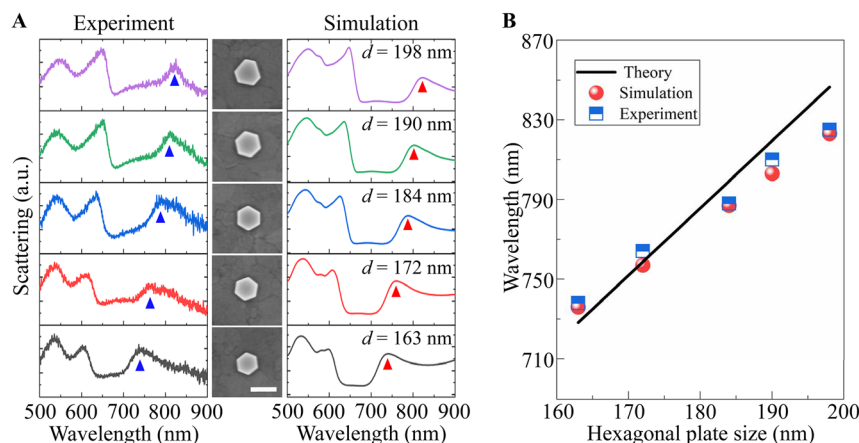 A
Experiment
Simulation
d = 198 nm
d = 190 nm
d = 184 nm
d = 172 nm
d = 163 nm
Scattering (a.u.)
500 600 700 800 900
Wavelength (nm)
500 600 700 800 900
Wavelength (nm)
B
870
830
790
750
710
Wavelength (nm)
Theory
Simulation
Experiment
160 170 180 190 200
Hexagonal plate size (nm)